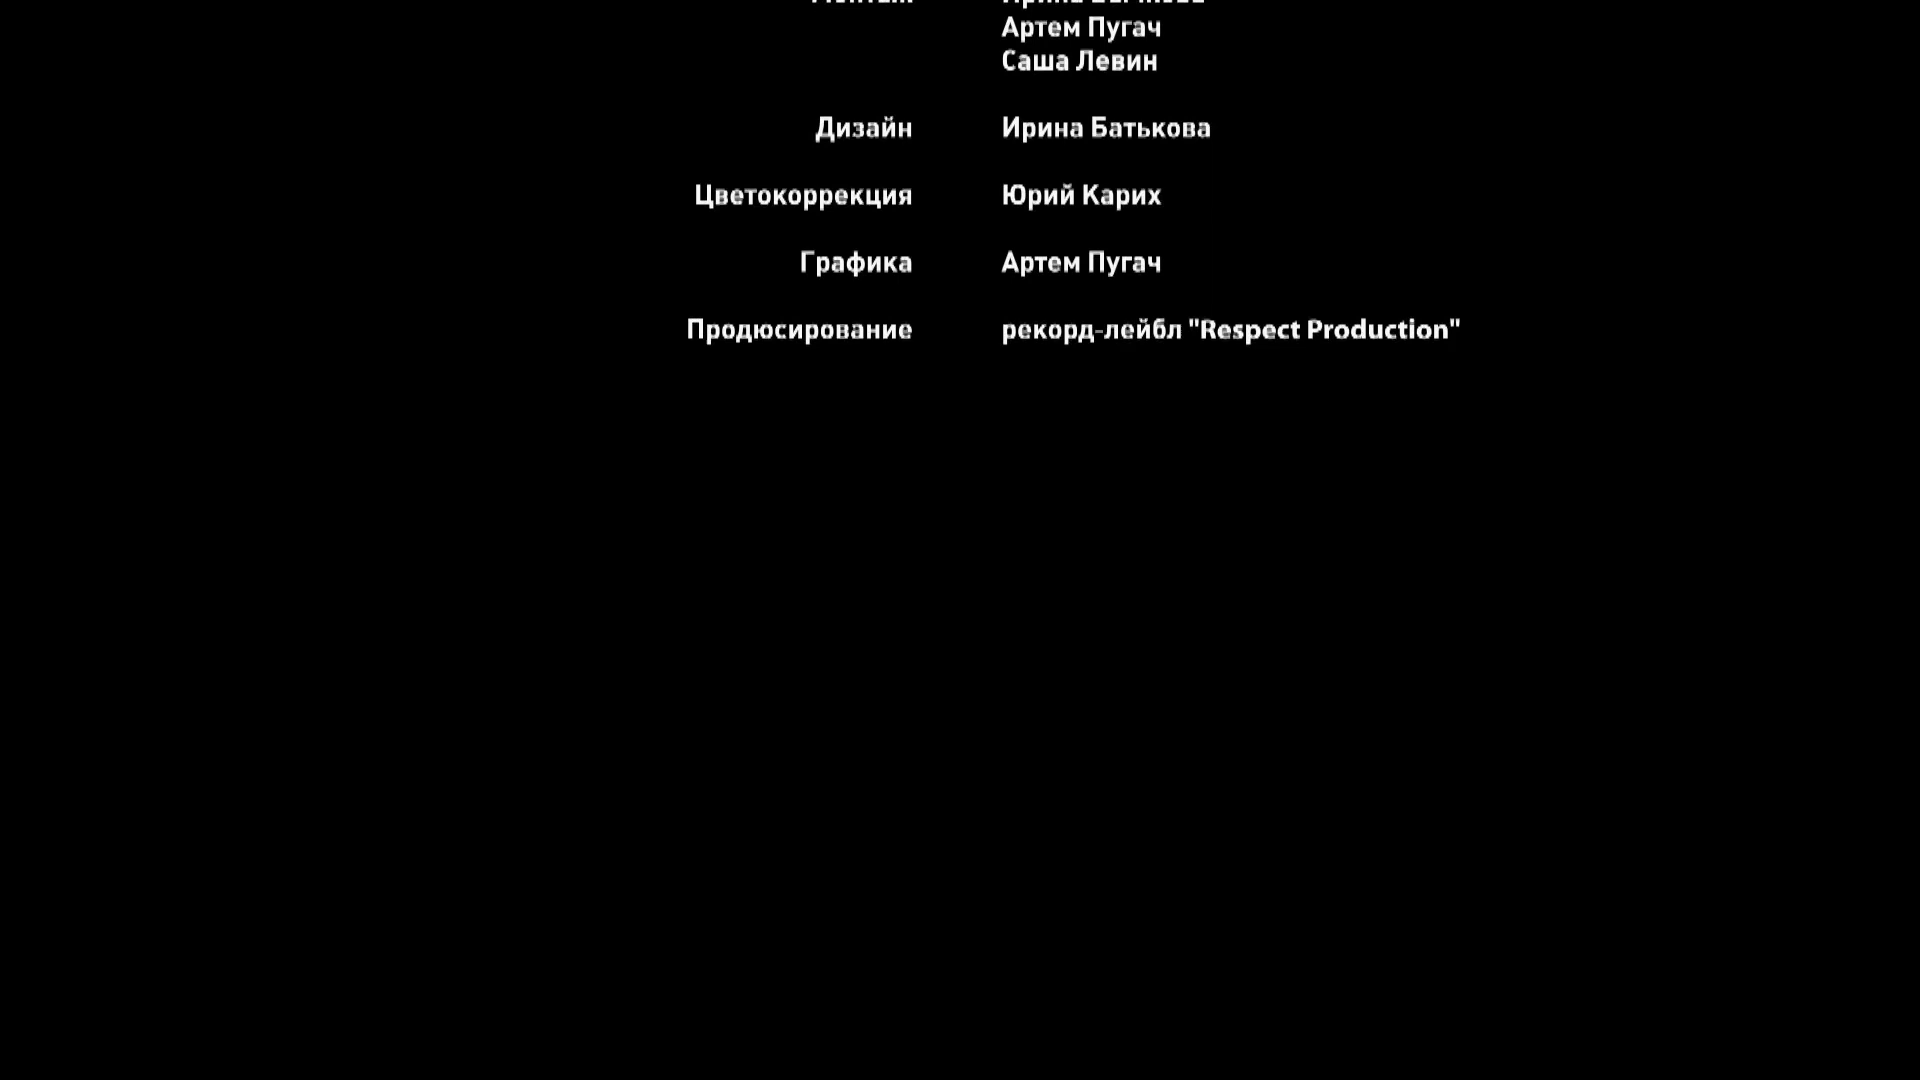 Артем Пугач
Саша Левин
Дизайн Ирина Батькова
Цветокоррекция Юрий Карих
Графика Артем Пугач
Продюсирование рекорд-лейбл "Respect Production"